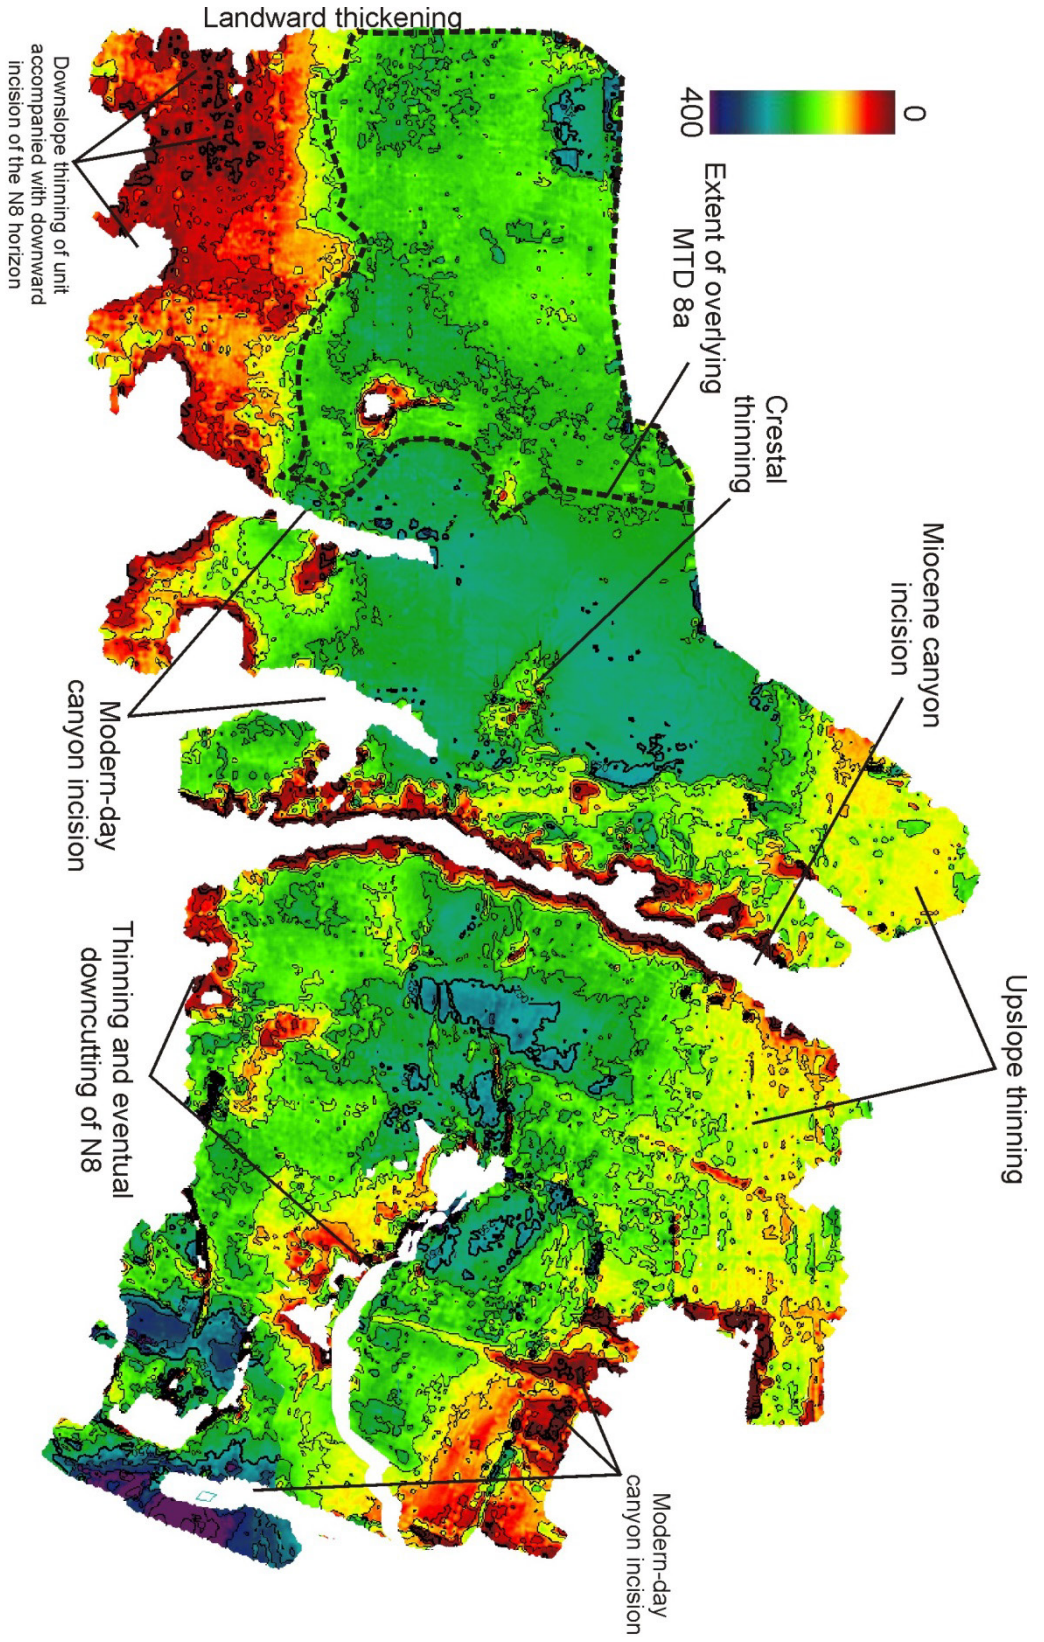 Landward thickening
0
400
Extent of overlying
MTD 8a
Crestal
thinning
Miocene canyon
incision
Upslope thinning
Downslope thinning of unit
accompanied with downward
incision of the N8 horizon
Modern-day
canyon incision
Thinning and eventual
downcutting of N8
Modern-day
canyon incision